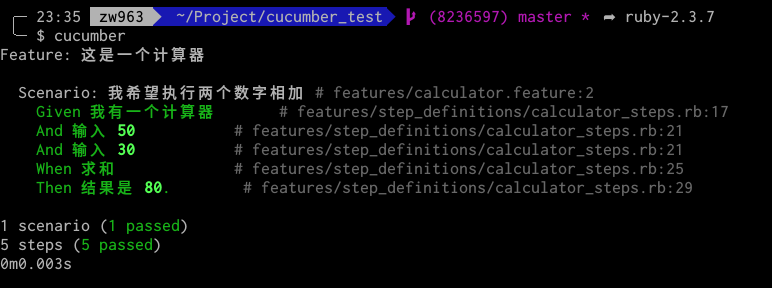 23:35 zw963 ~/Project/cucumber_test (8236597) master * ➦ ruby-2.3.7
$ cucumber
Feature: 这是一个计算器
Scenario: 我希望执行两个数字相加 # features/calculator.feature:2
Given 我有一个计算器 # features/step_definitions/calculator_steps.rb:17
And 输入 50 # features/step_definitions/calculator_steps.rb:21
And 输入 30 # features/step_definitions/calculator_steps.rb:21
When 求和 # features/step_definitions/calculator_steps.rb:25
Then 结果是 80. # features/step_definitions/calculator_steps.rb:29
1 scenario (1 passed)
5 steps (5 passed)
0m0.003s